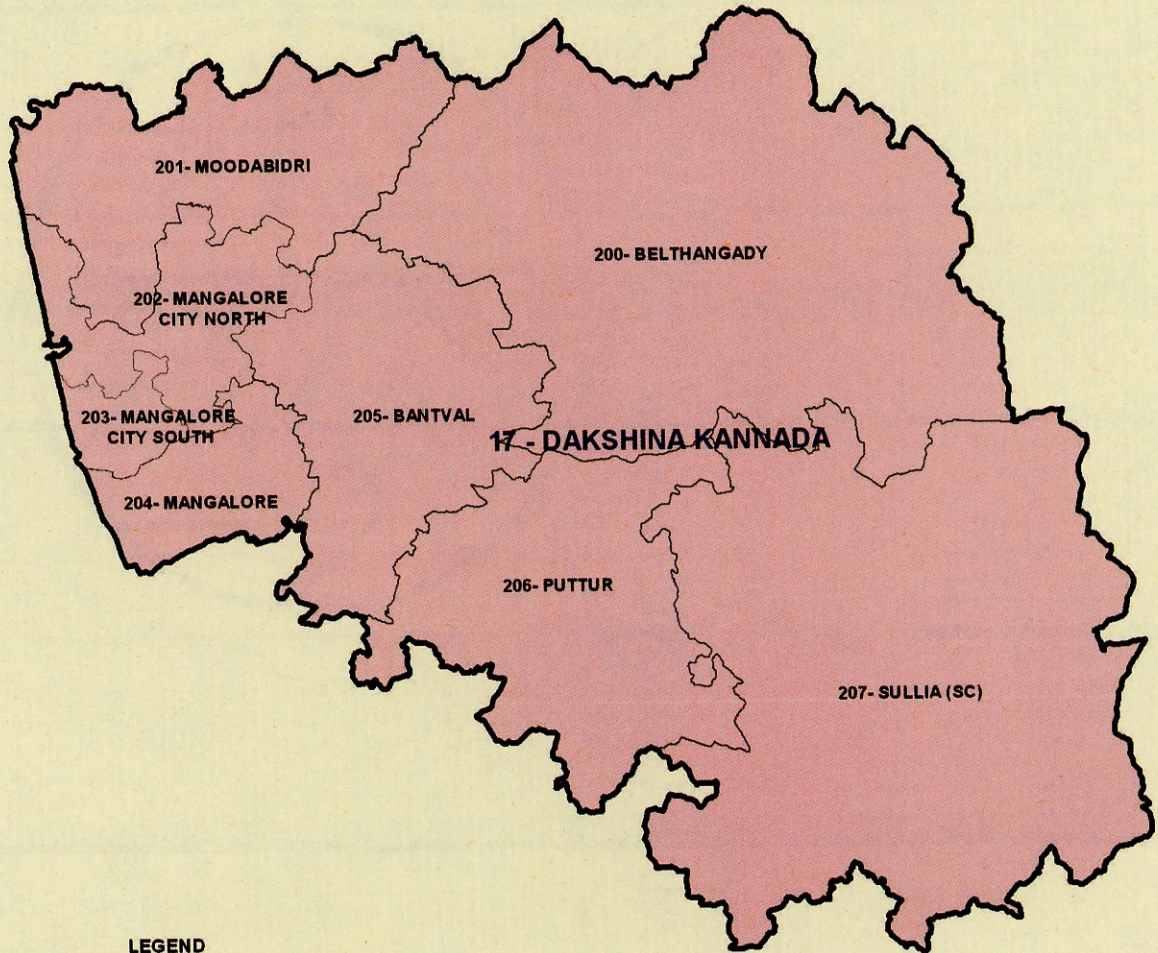 201- MOODABIDRI
200- BELTHANGADY
202- MANGALORE
CITY NORTH
203- MANGALORE
CITY SOUTH
205- BANTVAL
17 - DAKSHINA KANNADA
204- MANGALORE
206- PUTTUR
207- SULLIA (SC)
LEGEND